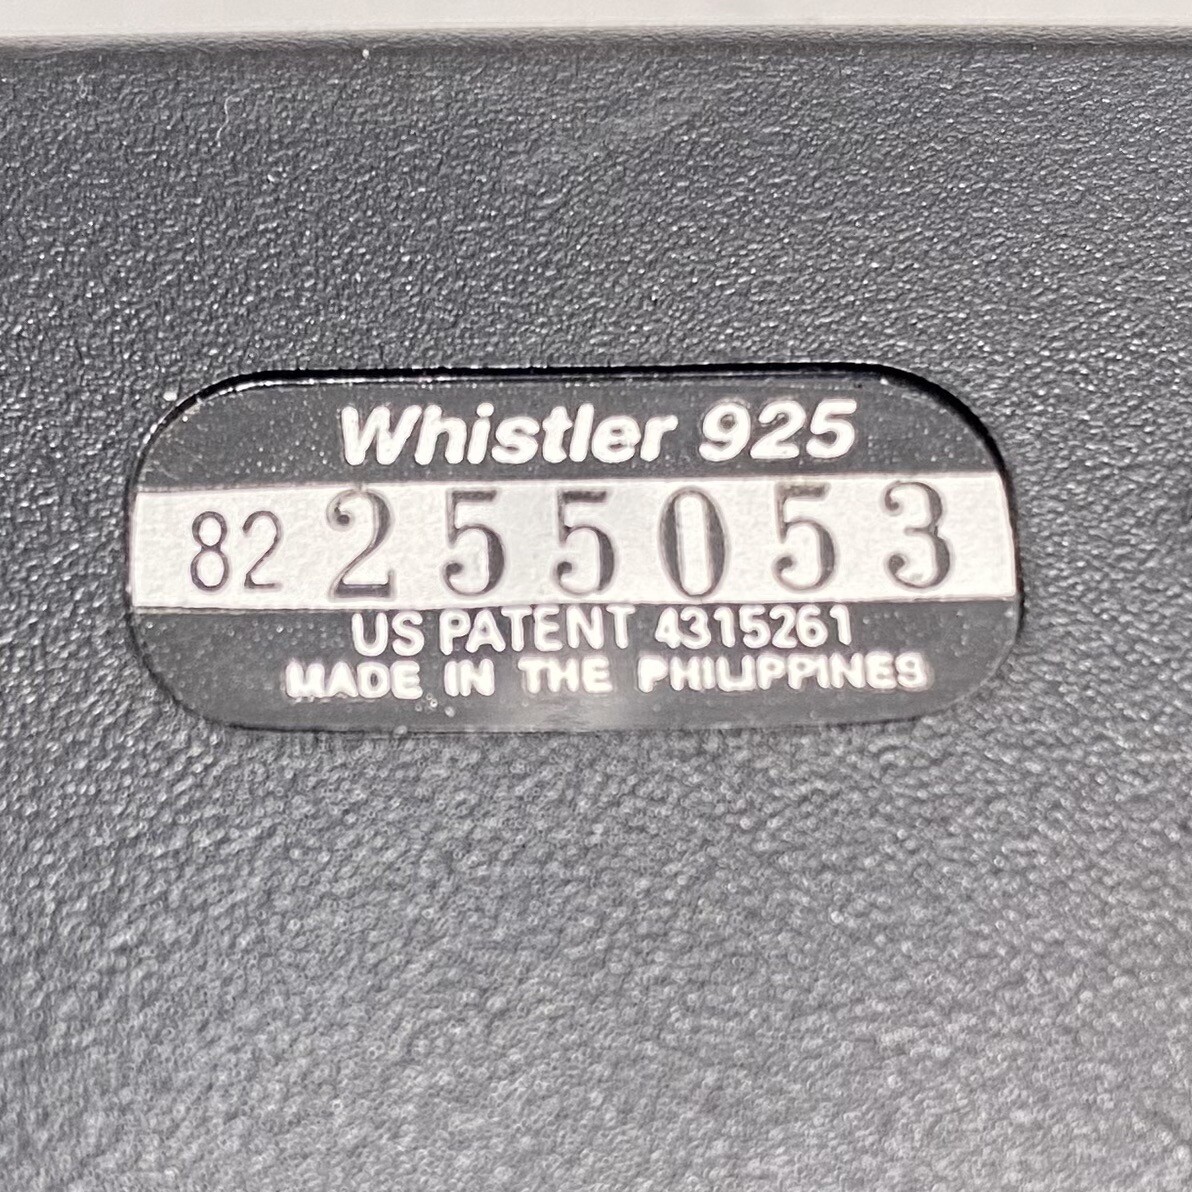 Whistler 925
82 255053
US PATENT 4315261
MADE IN THE PHILIPPINES